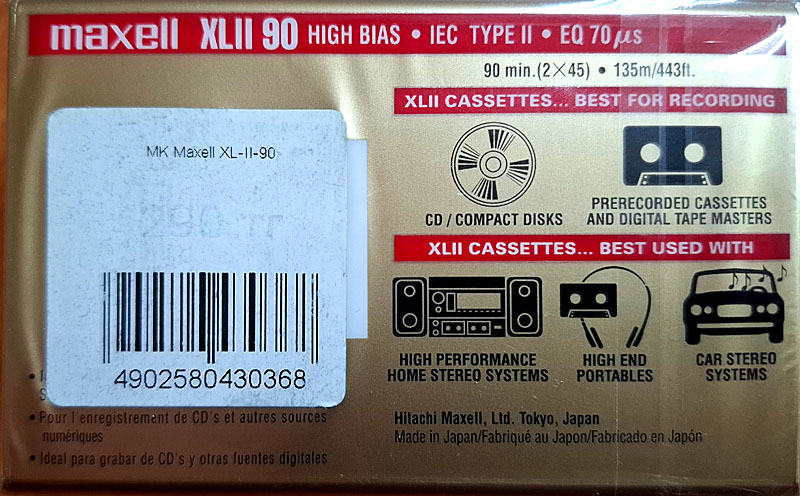 maxell XLII 90 HIGH BIAS • IEC TYPE II • EQ 70 µs
90 min.(2×45) • 135m/443ft.
XLII CASSETTES... BEST FOR RECORDING
CD / COMPACT DISKS
PRERECORDED CASSETTES
AND DIGITAL TAPE MASTERS
XLII CASSETTES... BEST USED WITH
HIGH PERFORMANCE
HOME STEREO SYSTEMS
HIGH END
PORTABLES
CAR STEREO
SYSTEMS
Hitachi Maxell, Ltd. Tokyo, Japan
Made in Japan/Fabriqué au Japon/Fabricado en Japón
MK Maxell XL-II-90
4902580430368
• Pour l'enregistrement de CD's et autres sources
numériques
• Ideal para grabar de CD's y otras fuentes digitales